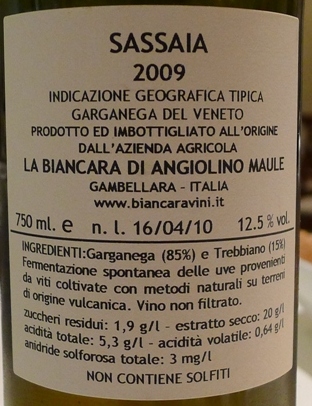 SASSAIA
2009
INDICAZIONE GEOGRAFICA TIPICA
GARGANEGA DEL VENETO
PRODOTTO ED IMBOTTIGLIATO ALL'ORIGINE
DALL'AZIENDA AGRICOLA
LA BIANCARA DI ANGIOLINO MAULE
GAMBELLARA - ITALIA
www.biancaravini.it
750 ml. e n. l. 16/04/10 12.5 % vol.
INGREDIENTI:Garganega (85%) e Trebbiano (15%)
Fermentazione spontanea delle uve provenienti
da viti coltivate con metodi naturali su terreni
di origine vulcanica. Vino non filtrato.
zuccheri residui: 1,9 g/l - estratto secco: 20 g/l
acidità totale: 5,3 g/l - acidità volatile: 0,64 g/l
anidride solforosa totale: 3 mg/l
NON CONTIENE SOLFITI